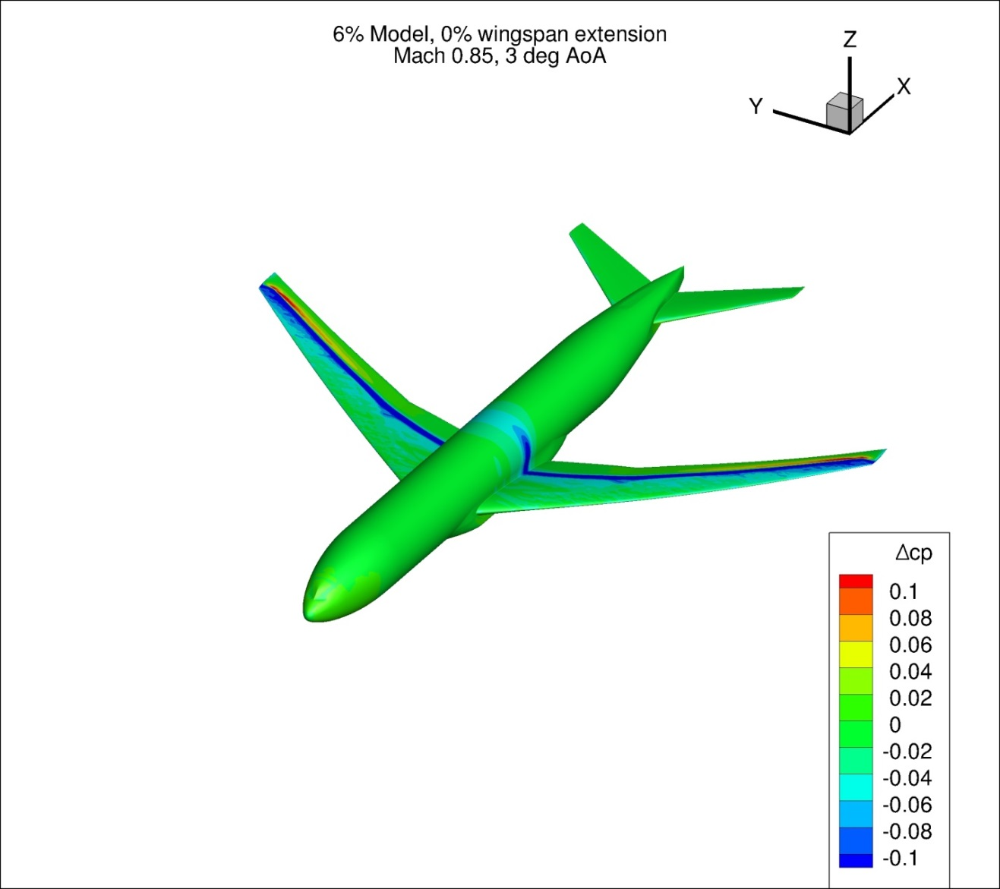 6% Model, 0% wingspan extension
Mach 0.85, 3 deg AoA
Z
X
Y
Δcp
0.1
0.08
0.06
0.04
0.02
0
-0.02
-0.04
-0.06
-0.08
-0.1